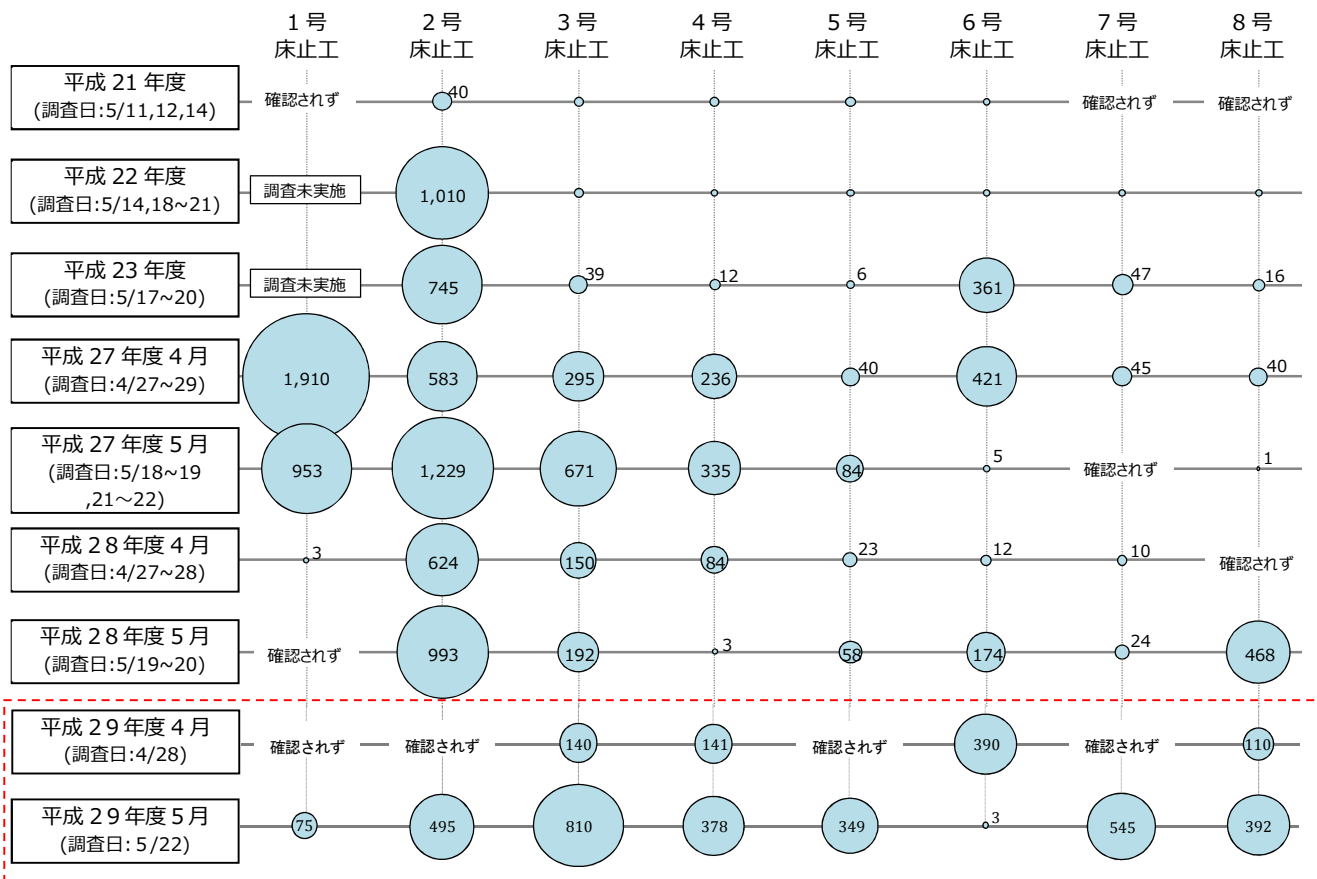 1号 2号 3号 4号 5号 6号 7号 8号
床止工 床止工 床止工 床止工 床止工 床止工 床止工 床止工
平成 21 年度
(調査日:5/11,12,14)
確認されず 40 確認されず 確認されず
平成 22 年度
(調査日:5/14,18~21)
調査未実施 1,010
平成 23 年度
(調査日:5/17~20)
調査未実施 745 39 12 6 361 47 16
平成 27 年度 4 月
(調査日:4/27~29)
1,910 583 295 236 40 421 45 40
平成 27 年度 5 月
(調査日:5/18~19
,21～22)
953 1,229 671 335 84 5 確認されず 1
平成 28年度 4 月
(調査日:4/27~28)
3 624 150 84 23 12 10 確認されず
平成 28年度 5 月
(調査日:5/19~20)
確認されず 993 192 3 58 174 24 468
平成 29年度 4 月
(調査日:4/28)
確認されず 確認されず 140 141 確認されず 390 確認されず 110
平成 29年度 5 月
(調査日:5/22)
75 495 810 378 349 3 545 392